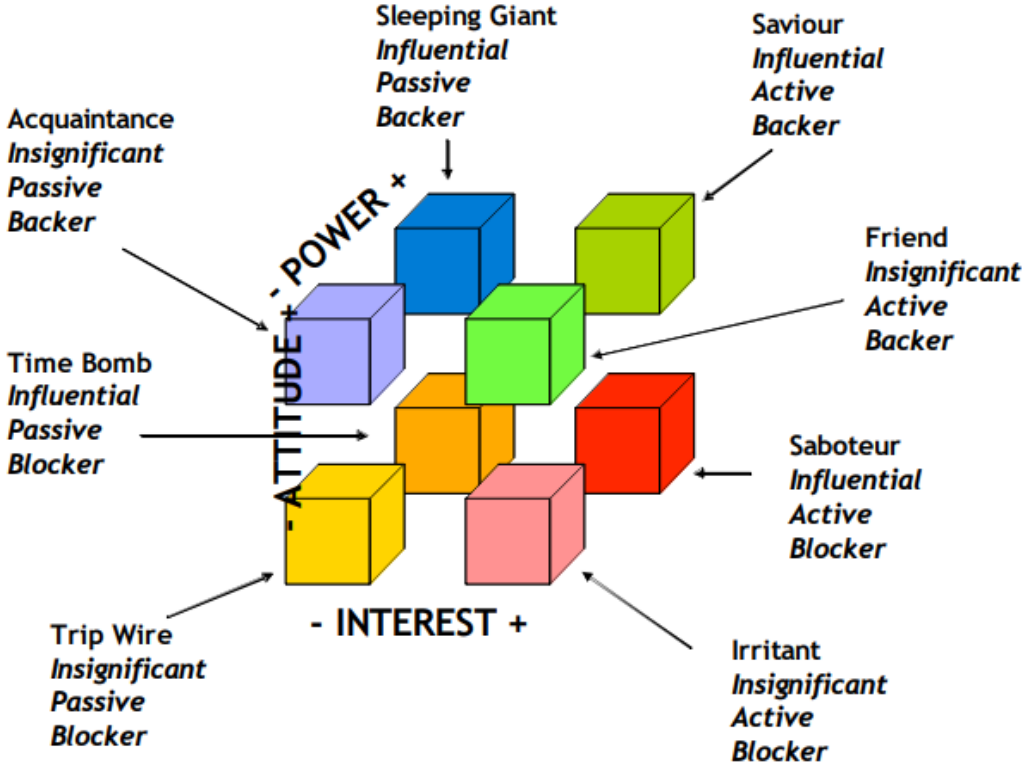 Sleeping Giant
Influential
Passive
Backer
Saviour
Influential
Active
Backer
Acquaintance
Insignificant
Passive
Backer
- POWER +
Friend
Insignificant
Active
Backer
- ATTITUDE +
Time Bomb
Influential
Passive
Blocker
Saboteur
Influential
Active
Blocker
- INTEREST +
Trip Wire
Insignificant
Passive
Blocker
Irritant
Insignificant
Active
Blocker